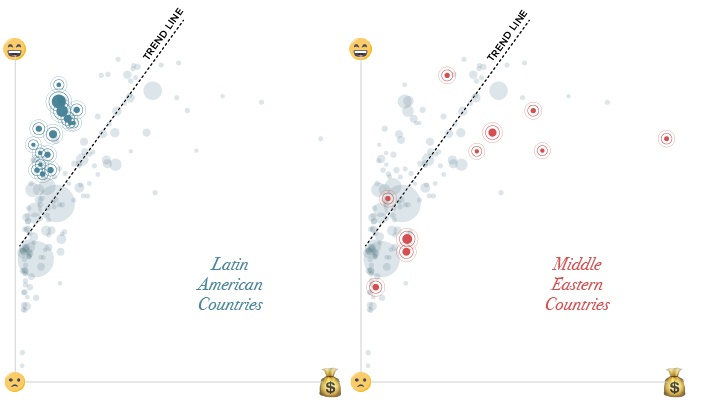 TREND LINE
Latin
American
Countries
TREND LINE
Middle
Eastern
Countries